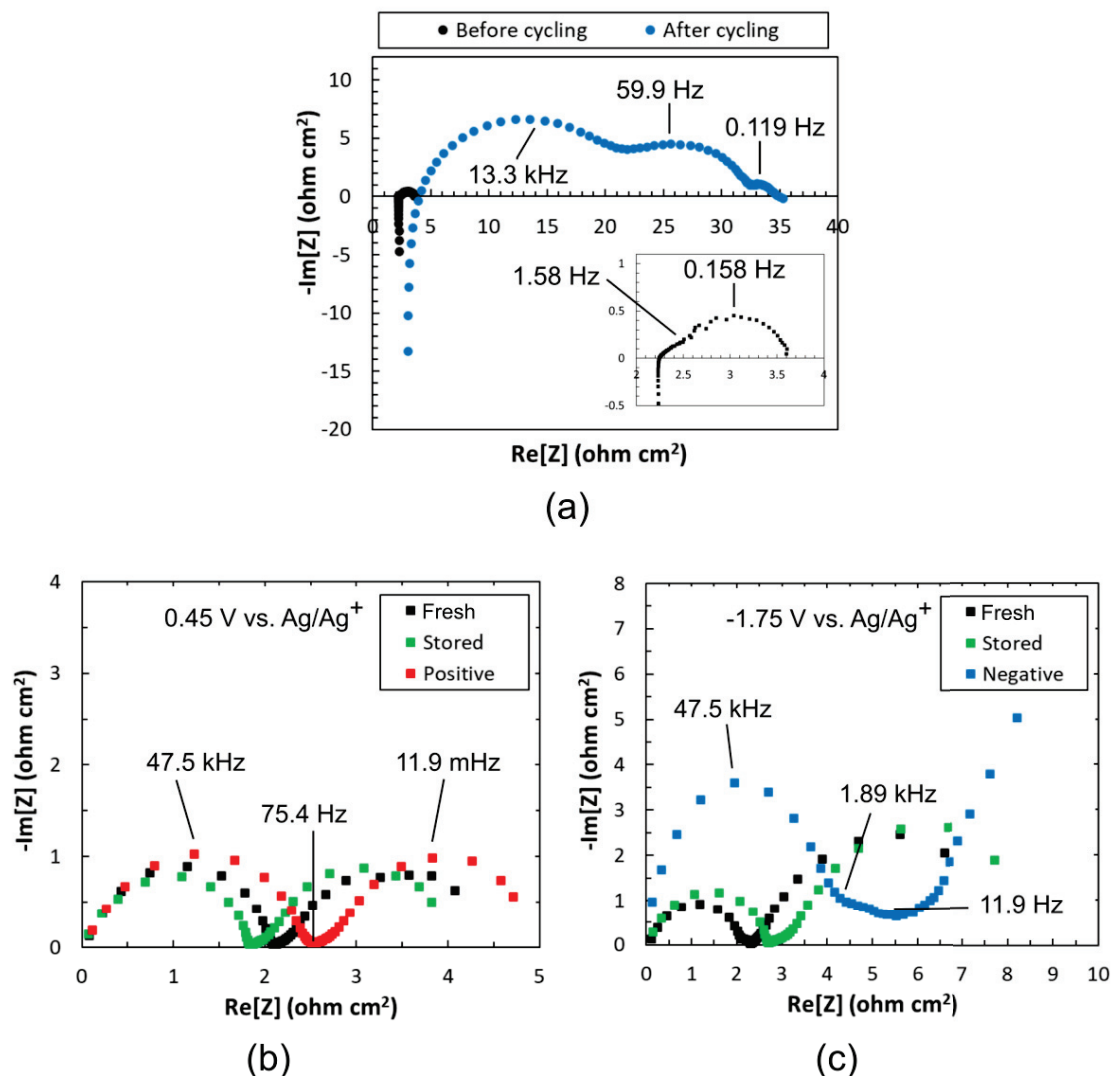 Before cycling After cycling
-Im[Z] (ohm cm²)
10
5
0
-5
-10
-15
-20
0 5 10 15 20 25 30 35 40
Re[Z] (ohm cm²)
13.3 kHz
59.9 Hz
0.119 Hz
1.58 Hz
0.158 Hz
1
0.5
0
-0.5
2 2.5 3 3.5 4
(a)
-Im[Z] (ohm cm²)
4
3
2
1
0
0 1 2 3 4 5
Re[Z] (ohm cm²)
0.45 V vs. Ag/Ag⁺
Fresh
Stored
Positive
47.5 kHz
75.4 Hz
11.9 mHz
(b)
-Im[Z] (ohm cm²)
8
7
6
5
4
3
2
1
0
0 1 2 3 4 5 6 7 8 9 10
Re[Z] (ohm cm²)
-1.75 V vs. Ag/Ag⁺
Fresh
Stored
Negative
47.5 kHz
1.89 kHz
11.9 Hz
(c)